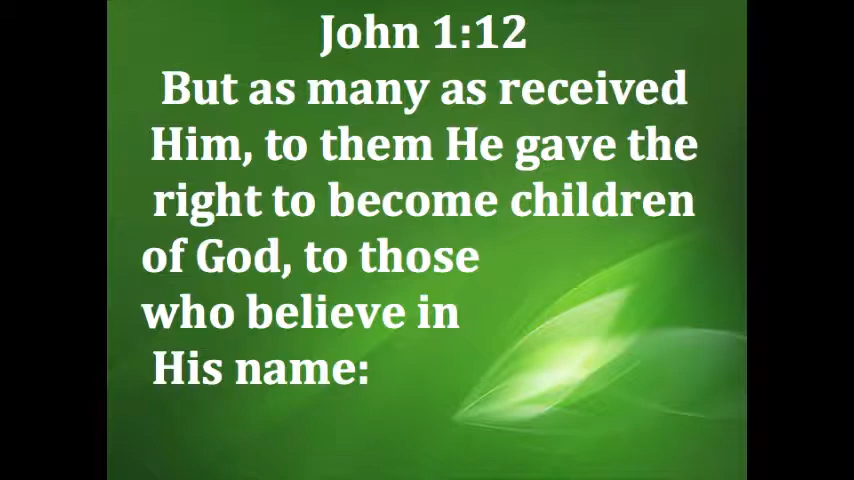 John 1:12
But as many as received
Him, to them He gave the
right to become children
of God, to those
who believe in
His name: